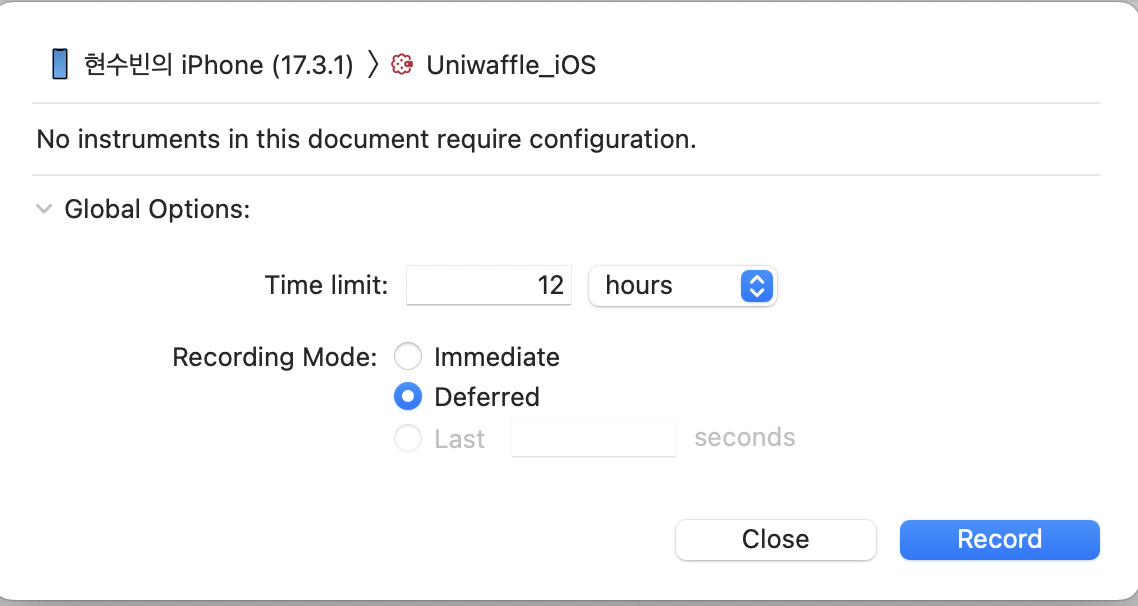 현수빈의 iPhone (17.3.1) 〉 Uniwaffle_iOS
No instruments in this document require configuration.
Global Options:
Time limit: 12 hours
Recording Mode: Immediate
Deferred
Last seconds
Close Record